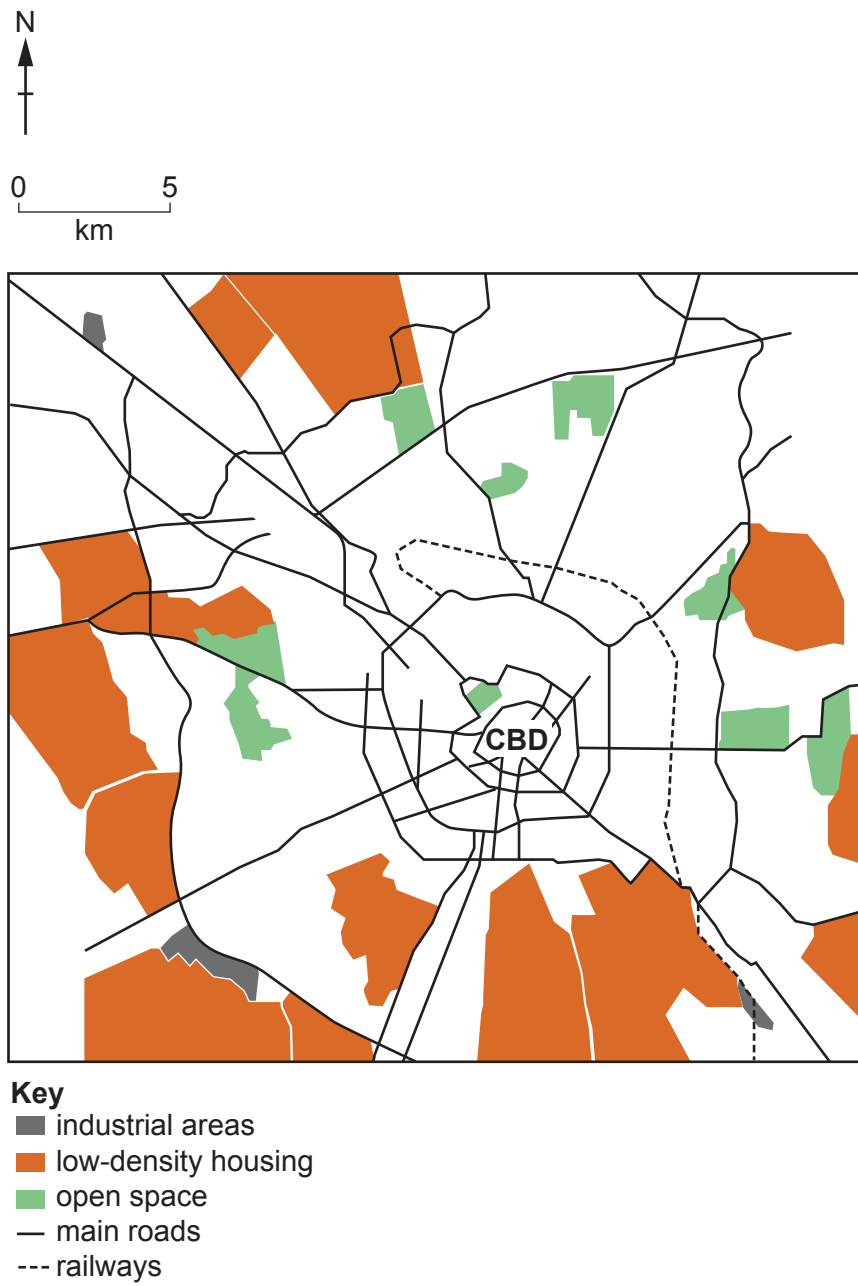 N
0 5
km
CBD
Key
industrial areas
low-density housing
open space
main roads
railways